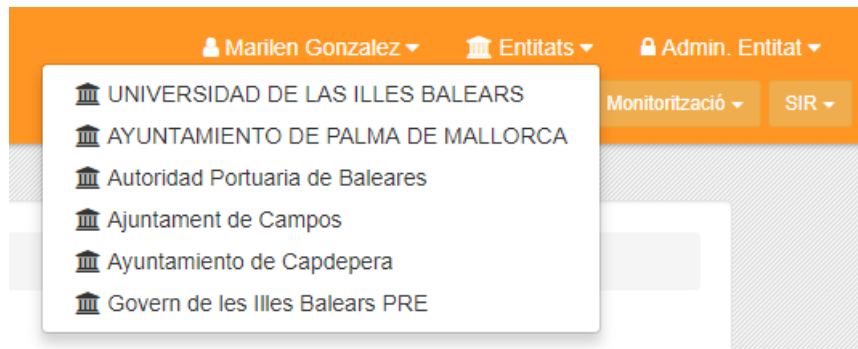 Marilen Gonzalez Entitats Admin. Entitat
UNIVERSIDAD DE LAS ILLES BALEARS
Monitorització SIR
AYUNTAMIENTO DE PALMA DE MALLORCA
Autoridad Portuaria de Baleares
Ajuntament de Campos
Ayuntamiento de Capdepera
Govern de les Illes Balears PRE